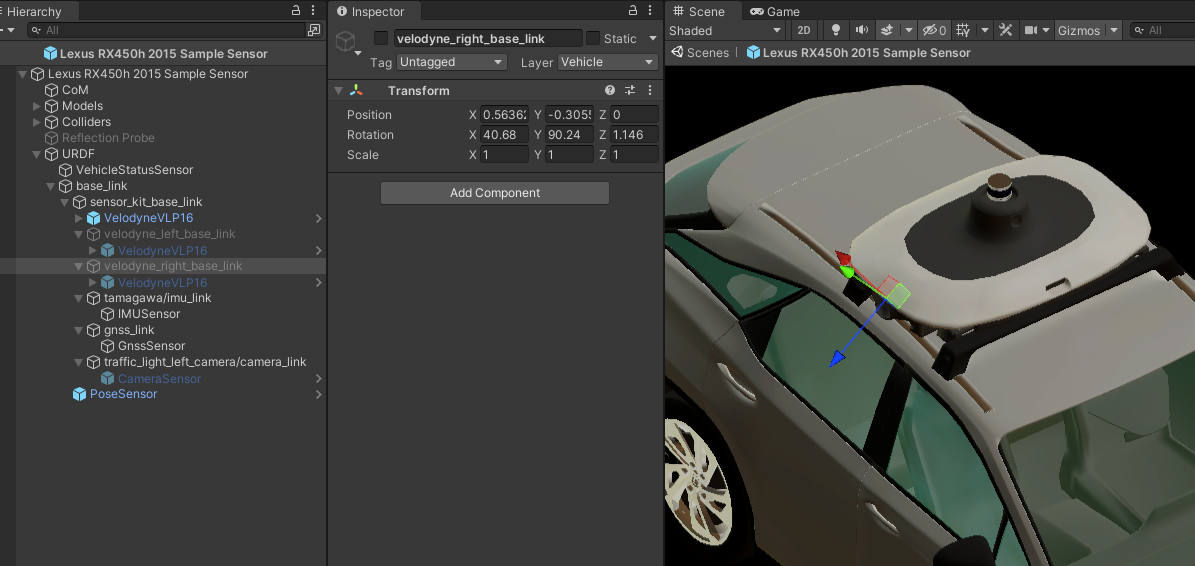 Hierarchy
All
Lexus RX450h 2015 Sample Sensor
Lexus RX450h 2015 Sample Sensor
CoM
Models
Colliders
Reflection Probe
URDF
VehicleStatusSensor
base_link
sensor_kit_base_link
VelodyneVLP16
velodyne_left_base_link
VelodyneVLP16
velodyne_right_base_link
VelodyneVLP16
tamagawa/imu_link
IMUSensor
gnss_link
GnssSensor
traffic_light_left_camera/camera_link
CameraSensor
PoseSensor
Inspector
velodyne_right_base_link Static
Tag Untagged Layer Vehicle
Transform
Position X 0.5636 Y -0.305 Z 0
Rotation X 40.68 Y 90.24 Z 1.146
Scale X 1 Y 1 Z 1
Add Component
Scene Game
Shaded 2D 0 Gizmos All
Scenes Lexus RX450h 2015 Sample Sensor